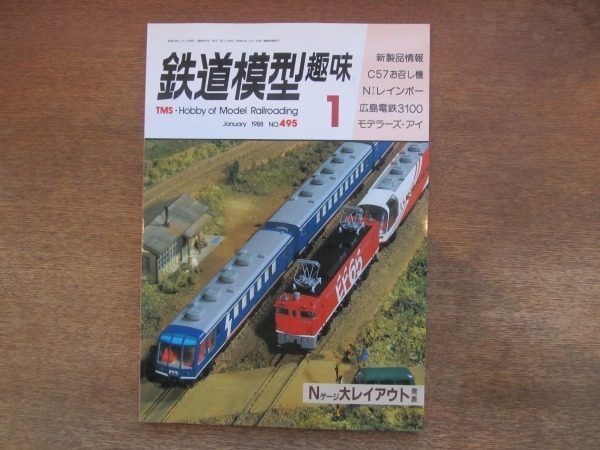 鉄道模型趣味
TMS・Hobby of Model Railroading
January 1988 NO.495
1
新製品情報
C57お召し機
Nゲージレインボー
広島電鉄3100
モデラーズ・アイ
EF65
Nゲージ大レイアウト発表